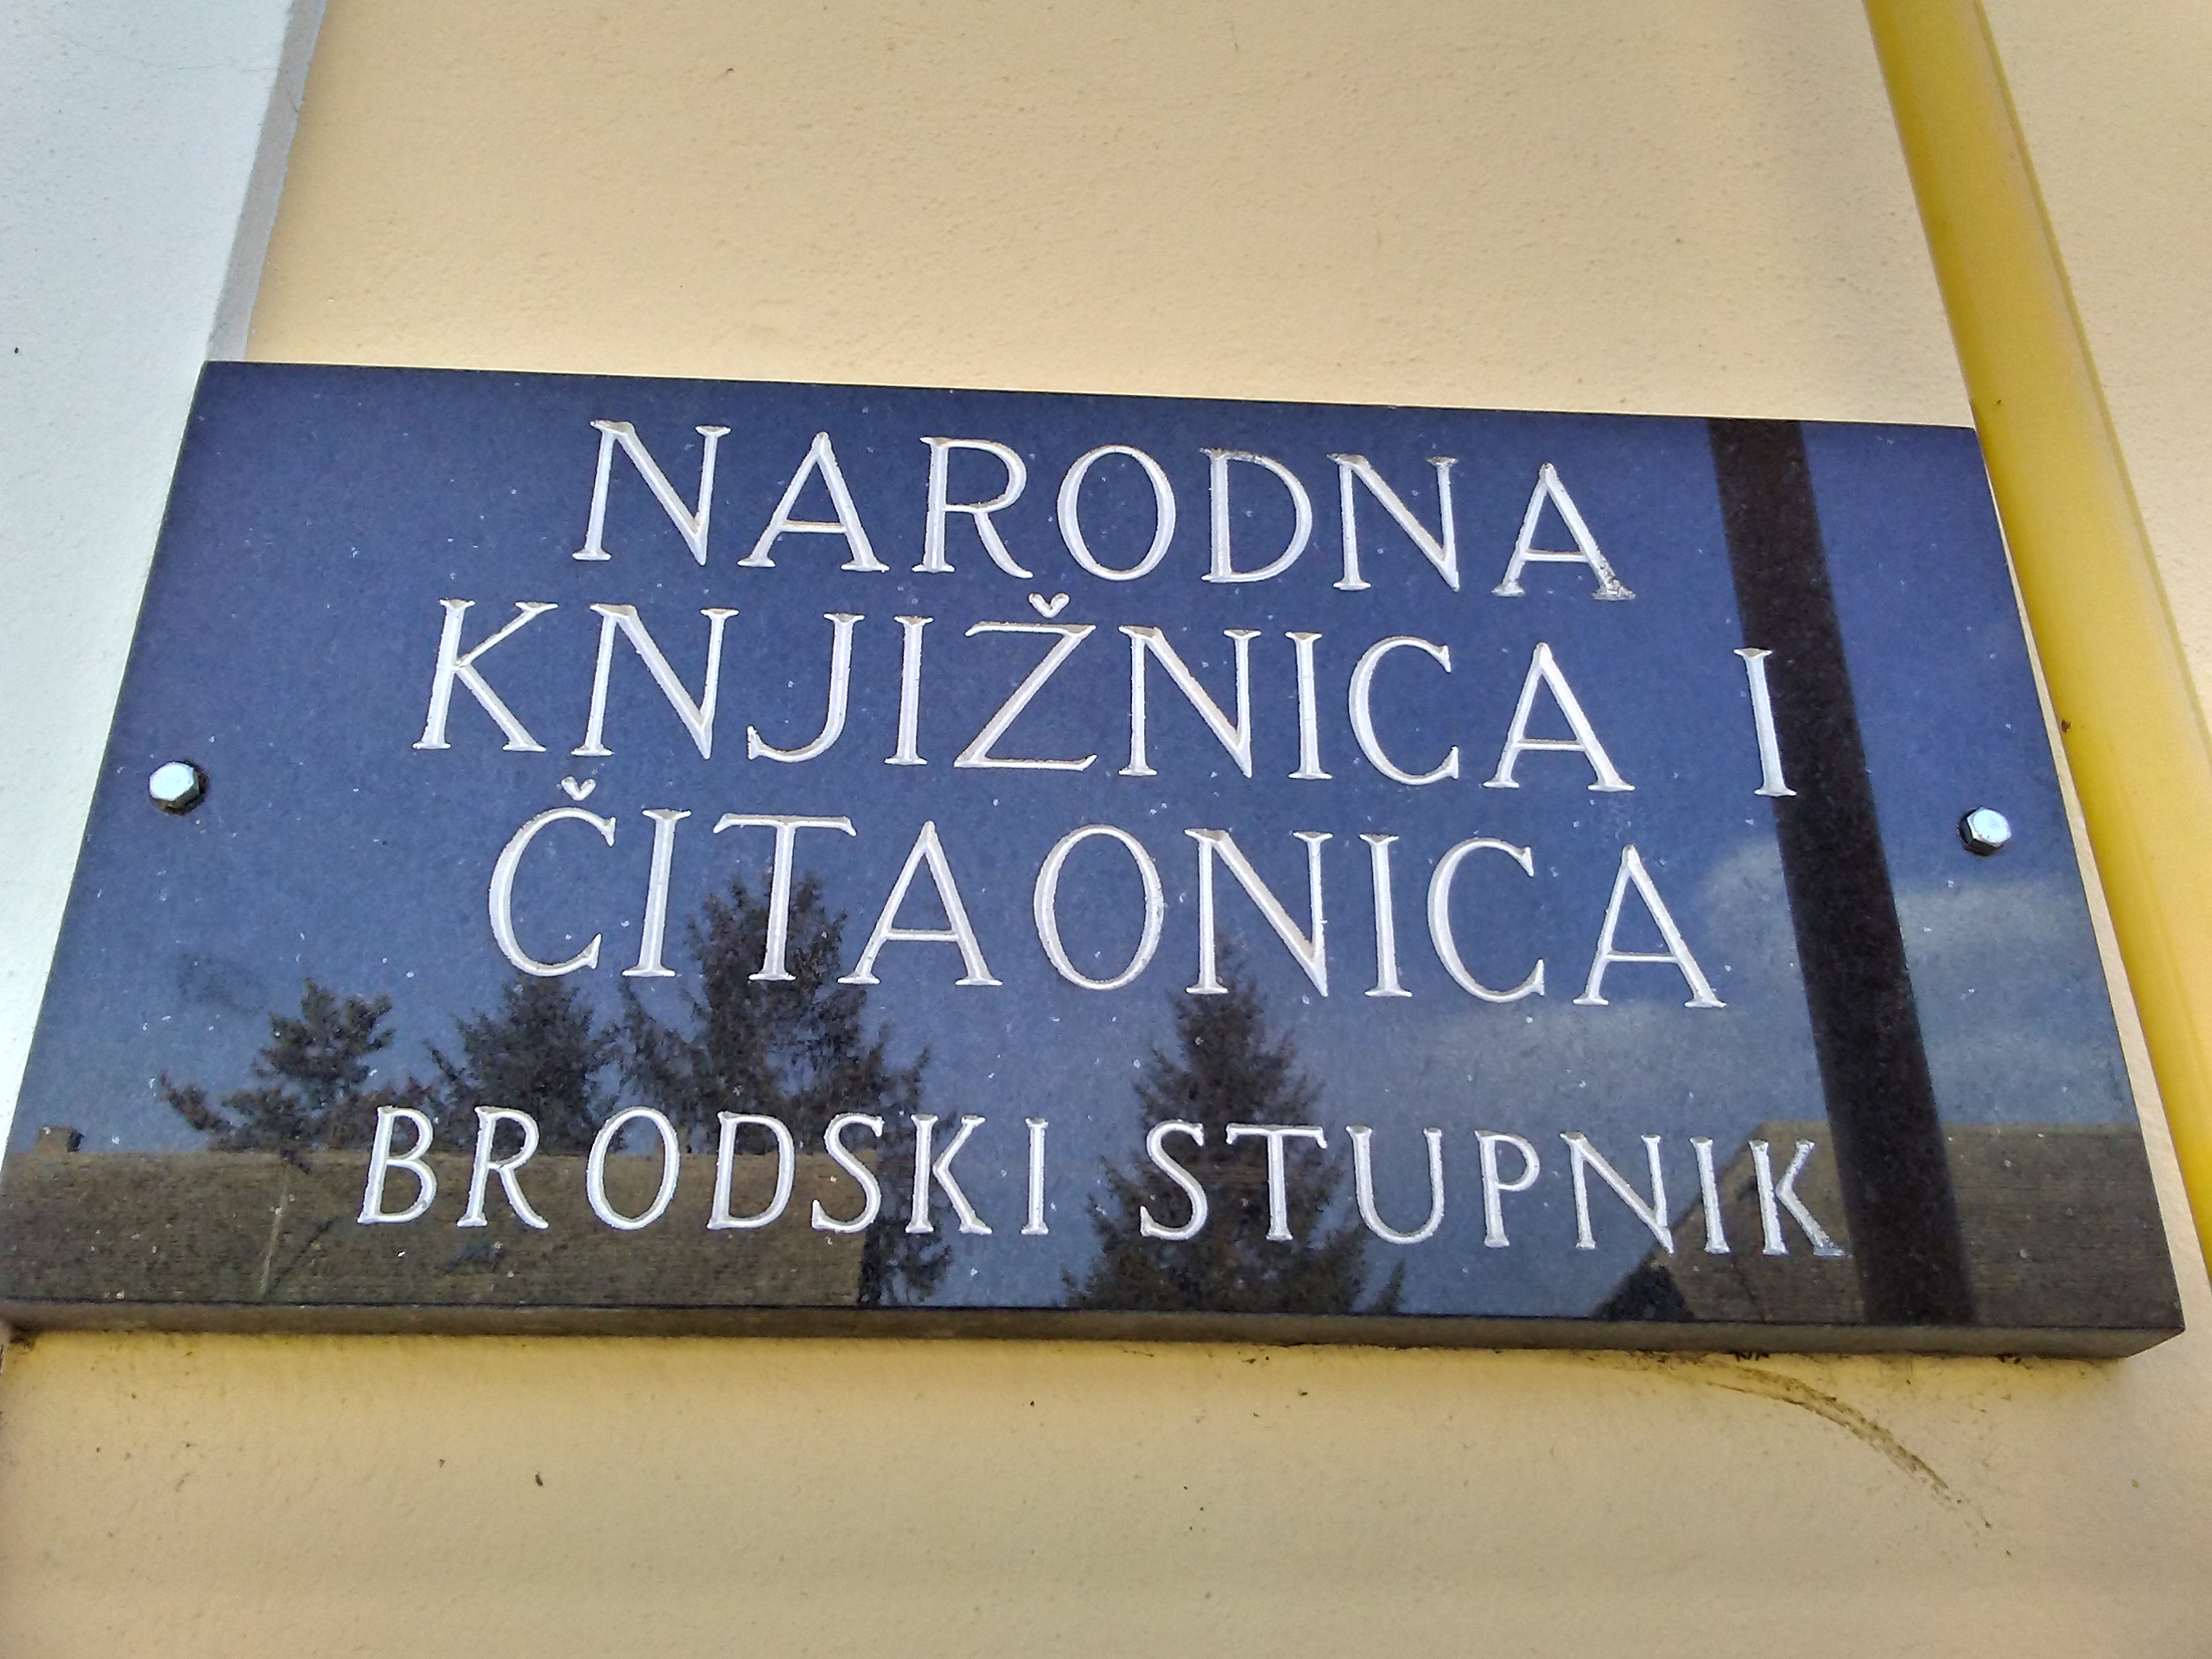 NARODNA
KNJIŽNICA I
ČITAONICA
BRODSKI STUPNIK